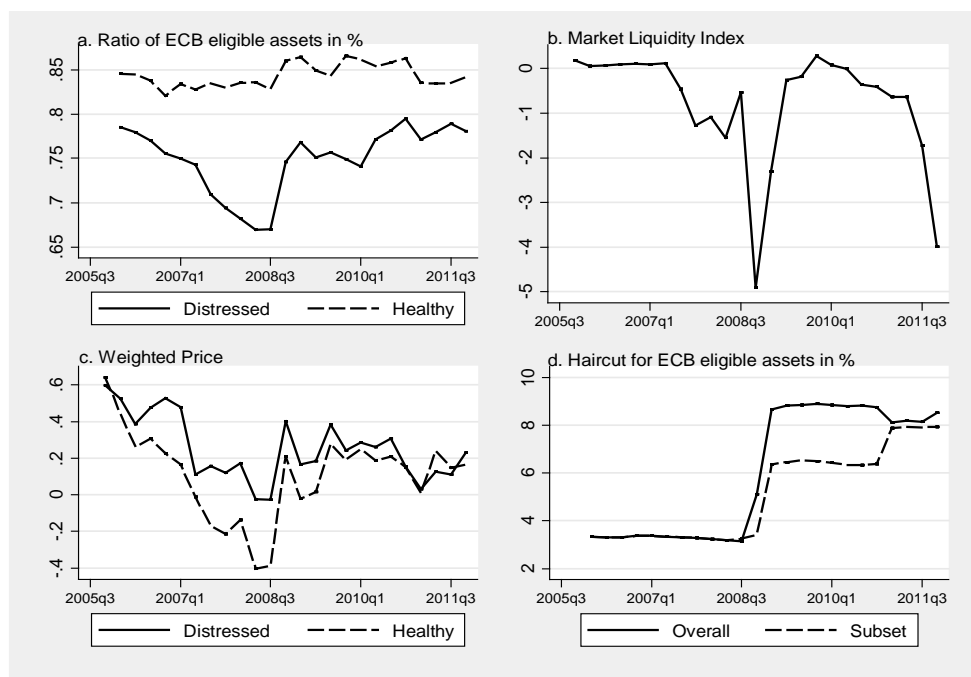 a. Ratio of ECB eligible assets in %
.85
.8
.75
.7
.65
2005q3 2007q1 2008q3 2010q1 2011q3
Distressed Healthy
b. Market Liquidity Index
0
-1
-2
-3
-4
-5
2005q3 2007q1 2008q3 2010q1 2011q3
c. Weighted Price
.6
.4
.2
0
-.2
-.4
2005q3 2007q1 2008q3 2010q1 2011q3
Distressed Healthy
d. Haircut for ECB eligible assets in %
10
8
6
4
2
2005q3 2007q1 2008q3 2010q1 2011q3
Overall Subset